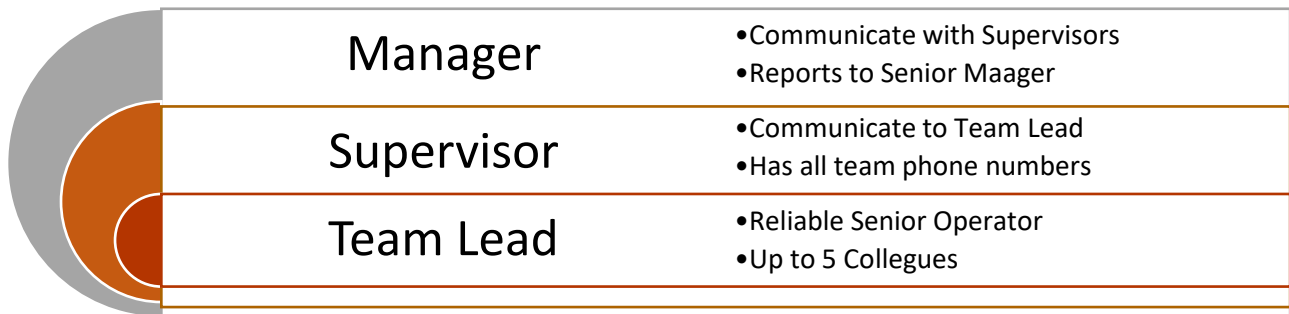 Manager
•Communicate with Supervisors
•Reports to Senior Maager
Supervisor
•Communicate to Team Lead
•Has all team phone numbers
Team Lead
•Reliable Senior Operator
•Up to 5 Collegues